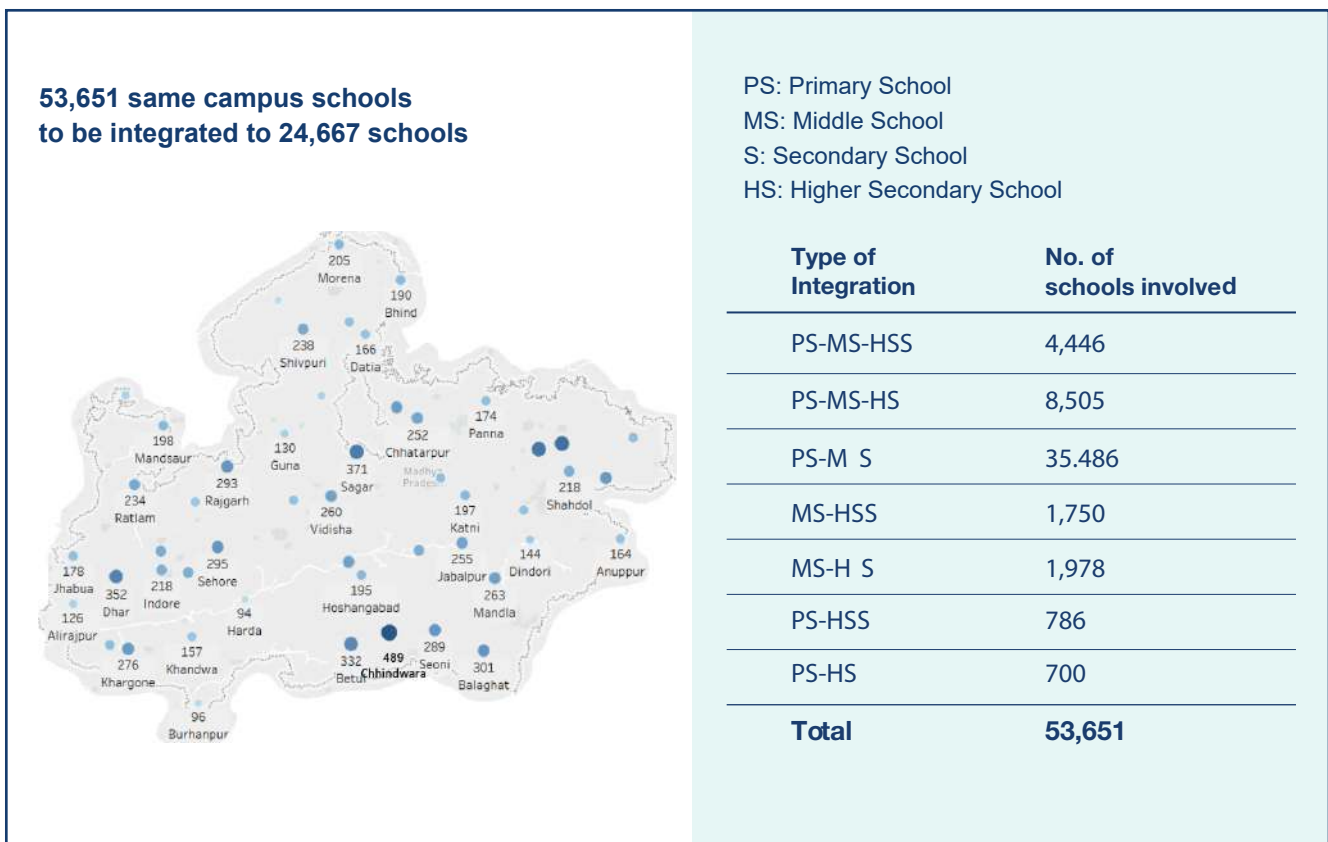 53,651 same campus schools
to be integrated to 24,667 schools
205
Morena
190
Bhind
238
Shivpuri
166
Datia
198
Mandsaur
130
Guna
252
Chhatarpur
174
Panna
371
Sagar
Madhya
Prades
293
Rajgarh
234
Ratlam
260
Vidisha
197
Katni
218
Shahdol
178
Jhabua
352
Dhar
218
Indore
295
Sehore
255
Jabalpur
144
Dindori
164
Anuppur
126
Alirajpur
94
Harda
195
Hoshangabad
263
Mandla
276
Khargone
157
Khandwa
332
Betul
489
Chhindwara
289
Seoni
301
Balaghat
96
Burhanpur
PS: Primary School
MS: Middle School
S: Secondary School
HS: Higher Secondary School
Type of Integration No. of schools involved
PS-MS-HSS 4,446
PS-MS-HS 8,505
PS-M S 35.486
MS-HSS 1,750
MS-H S 1,978
PS-HSS 786
PS-HS 700
Total 53,651